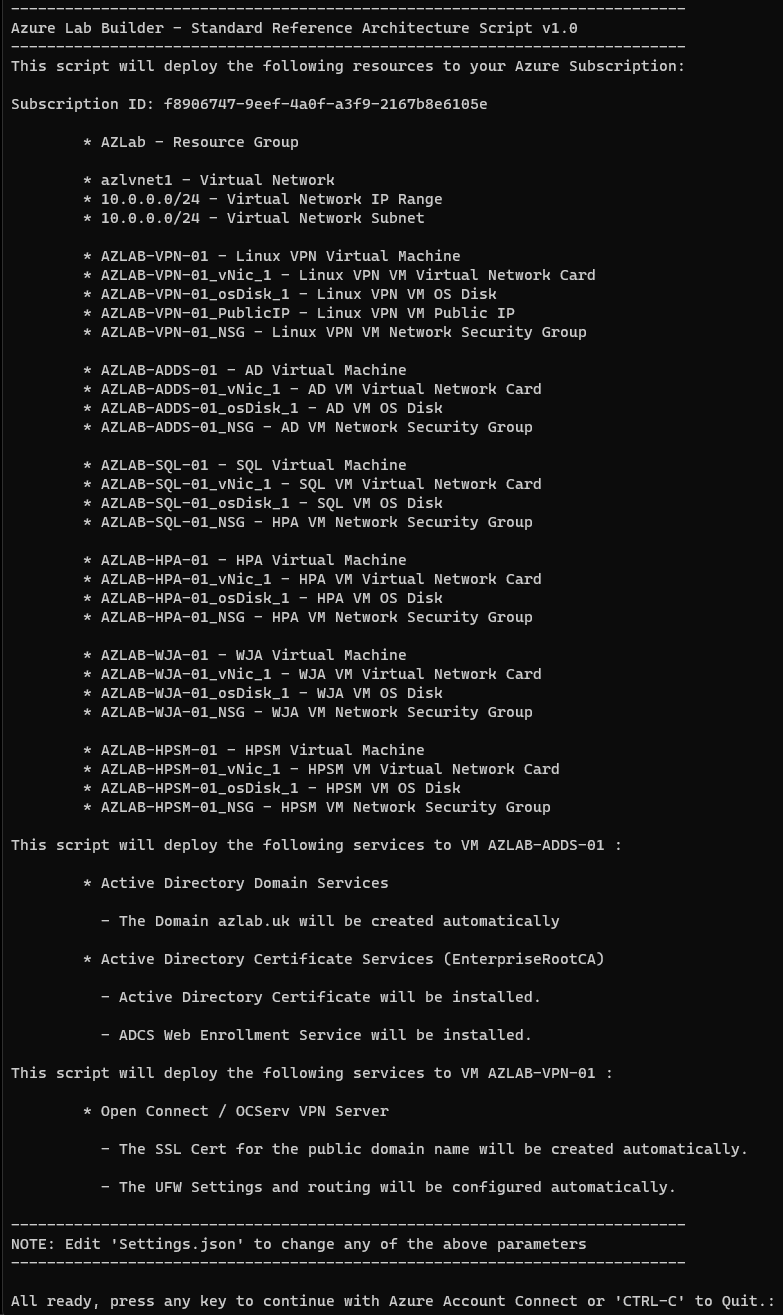 ---------------------------------------------------------------------------
Azure Lab Builder - Standard Reference Architecture Script v1.0
---------------------------------------------------------------------------
This script will deploy the following resources to your Azure Subscription:
Subscription ID: f8906747-9eef-4a0f-a3f9-2167b8e6105e
* AZLab - Resource Group
* azlvnet1 - Virtual Network
* 10.0.0.0/24 - Virtual Network IP Range
* 10.0.0.0/24 - Virtual Network Subnet
* AZLAB-VPN-01 - Linux VPN Virtual Machine
* AZLAB-VPN-01_vNic_1 - Linux VPN VM Virtual Network Card
* AZLAB-VPN-01_osDisk_1 - Linux VPN VM OS Disk
* AZLAB-VPN-01_PublicIP - Linux VPN VM Public IP
* AZLAB-VPN-01_NSG - Linux VPN VM Network Security Group
* AZLAB-ADDS-01 - AD Virtual Machine
* AZLAB-ADDS-01_vNic_1 - AD VM Virtual Network Card
* AZLAB-ADDS-01_osDisk_1 - AD VM OS Disk
* AZLAB-ADDS-01_NSG - AD VM Network Security Group
* AZLAB-SQL-01 - SQL Virtual Machine
* AZLAB-SQL-01_vNic_1 - SQL VM Virtual Network Card
* AZLAB-SQL-01_osDisk_1 - SQL VM OS Disk
* AZLAB-SQL-01_NSG - HPA VM Network Security Group
* AZLAB-HPA-01 - HPA Virtual Machine
* AZLAB-HPA-01_vNic_1 - HPA VM Virtual Network Card
* AZLAB-HPA-01_osDisk_1 - HPA VM OS Disk
* AZLAB-HPA-01_NSG - HPA VM Network Security Group
* AZLAB-WJA-01 - WJA Virtual Machine
* AZLAB-WJA-01_vNic_1 - WJA VM Virtual Network Card
* AZLAB-WJA-01_osDisk_1 - WJA VM OS Disk
* AZLAB-WJA-01_NSG - WJA VM Network Security Group
* AZLAB-HPSM-01 - HPSM Virtual Machine
* AZLAB-HPSM-01_vNic_1 - HPSM VM Virtual Network Card
* AZLAB-HPSM-01_osDisk_1 - HPSM VM OS Disk
* AZLAB-HPSM-01_NSG - HPSM VM Network Security Group
This script will deploy the following services to VM AZLAB-ADDS-01 :
* Active Directory Domain Services
- The Domain azlab.uk will be created automatically
* Active Directory Certificate Services (EnterpriseRootCA)
- Active Directory Certificate will be installed.
- ADCS Web Enrollment Service will be installed.
This script will deploy the following services to VM AZLAB-VPN-01 :
* Open Connect / OCServ VPN Server
- The SSL Cert for the public domain name will be created automatically.
- The UFW Settings and routing will be configured automatically.
---------------------------------------------------------------------------
NOTE: Edit 'Settings.json' to change any of the above parameters
---------------------------------------------------------------------------
All ready, press any key to continue with Azure Account Connect or 'CTRL-C' to Quit.: